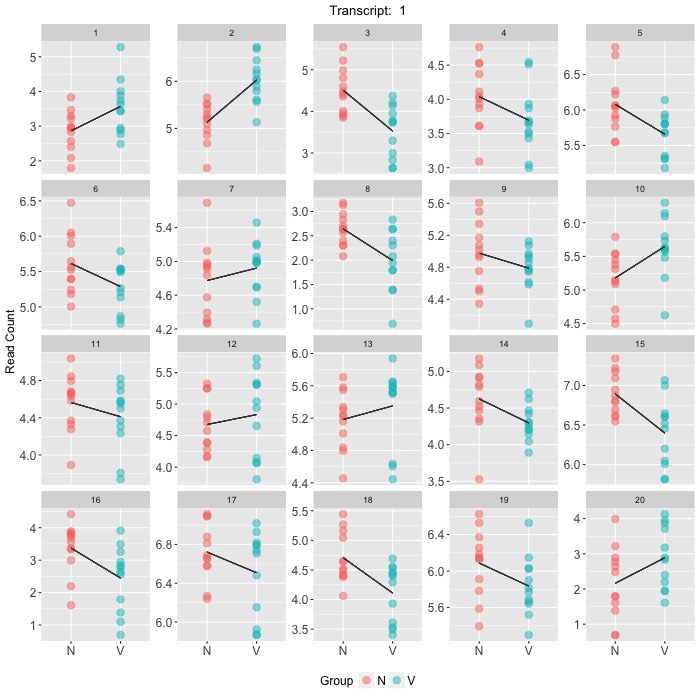 Transcript: 1
1 2 3 4 5
5 4 3 2
6 5
5 4 3
4.5 4.0 3.5 3.0
6.5 6.0 5.5
6 7 8 9 10
6.5 6.0 5.5 5.0
5.4 5.0 4.6 4.2
3.0 2.5 2.0 1.5 1.0
5.6 5.2 4.8 4.4
6.0 5.5 5.0 4.5
Read Count
11 12 13 14 15
4.8 4.4 4.0
5.5 5.0 4.5 4.0
6.0 5.6 5.2 4.8 4.4
5.0 4.5 4.0 3.5
7.0 6.5 6.0
16 17 18 19 20
4 3 2 1
6.8 6.4 6.0
5.5 5.0 4.5 4.0 3.5
6.4 6.0 5.6
4 3 2 1
N V N V N V N V N V
Group N V